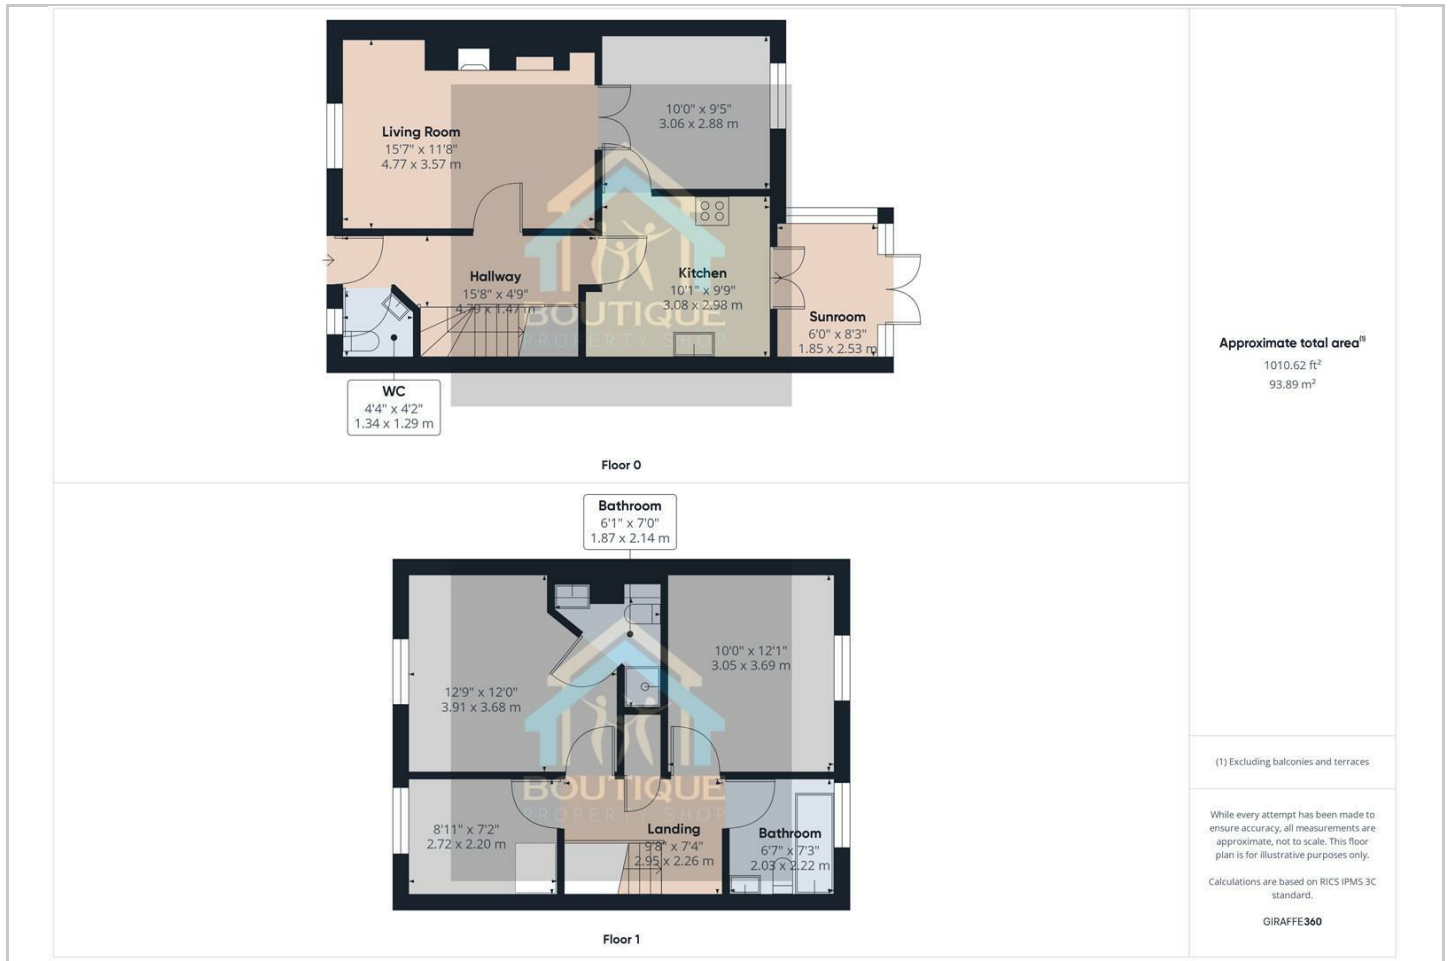 Living Room
15'7" x 11'8"
4.77 x 3.57 m
10'0" x 9'5"
3.06 x 2.88 m
Hallway
15'8" x 4'9"
4.79 x 1.47 m
Kitchen
10'1" x 9'9"
3.08 x 2.98 m
Sunroom
6'0" x 8'3"
1.85 x 2.53 m
BOUTIQUE
PROPERTY SHOP
WC
4'4" x 4'2"
1.34 x 1.29 m
Floor 0
Bathroom
6'1" x 7'0"
1.87 x 2.14 m
12'9" x 12'0"
3.91 x 3.68 m
10'0" x 12'1"
3.05 x 3.69 m
BOUTIQUE
PROPERTY SHOP
8'11" x 7'2"
2.72 x 2.20 m
Landing
9'8" x 7'4"
2.95 x 2.26 m
Bathroom
6'7" x 7'3"
2.03 x 2.22 m
Floor 1
Approximate total area(1)
1010.62 ft²
93.89 m²
(1) Excluding balconies and terraces
While every attempt has been made to
ensure accuracy, all measurements are
approximate, not to scale. This floor
plan is for illustrative purposes only.
Calculations are based on RICS IPMS 3C
standard.
GIRAFFE360